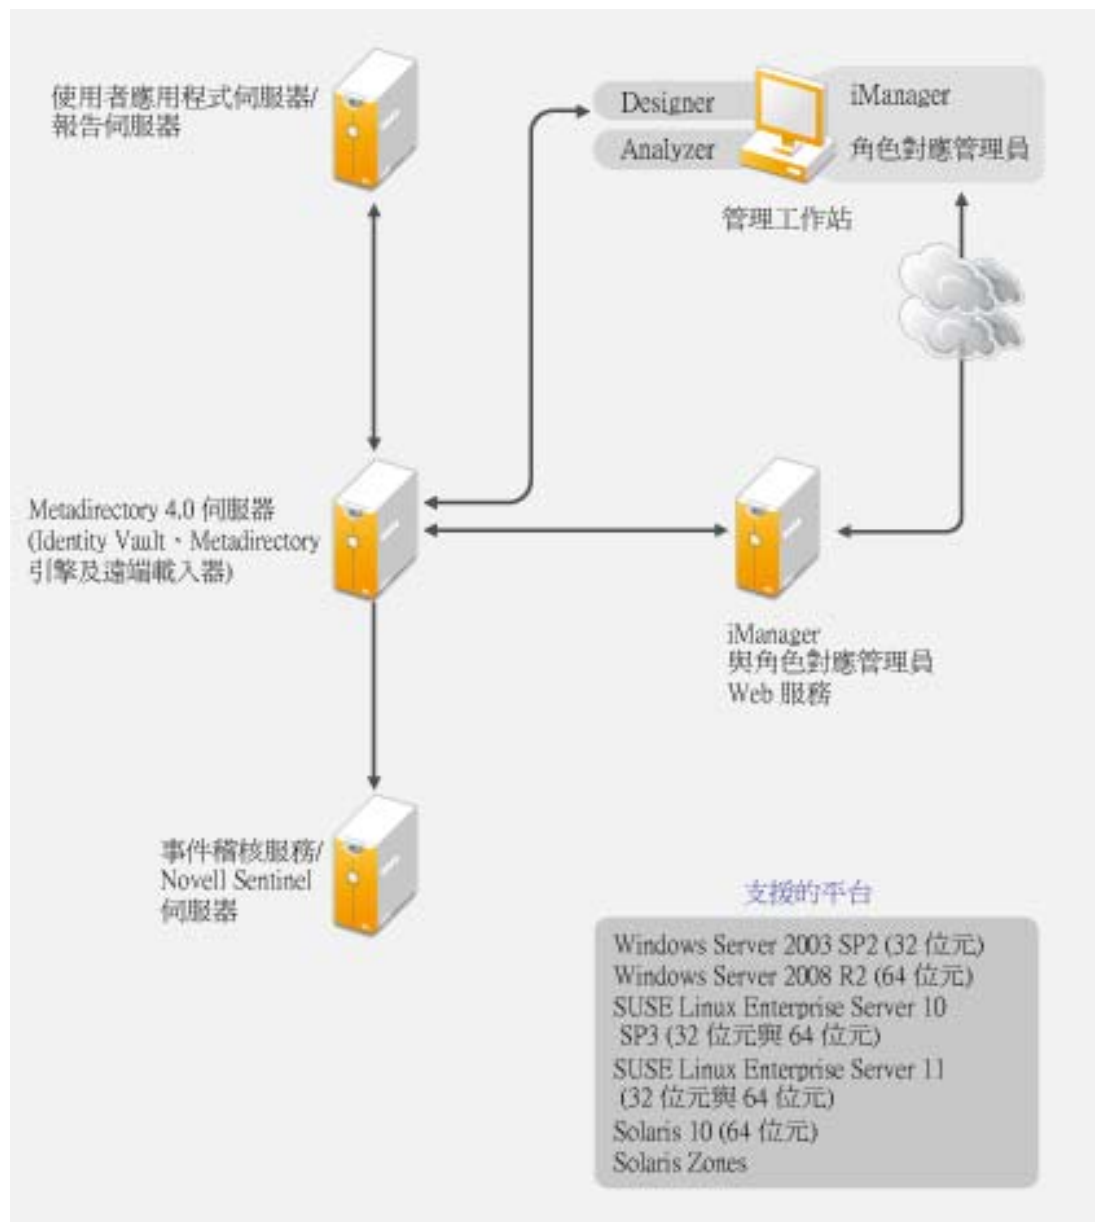 使用者應用程式伺服器/
報告伺服器
Designer
Analyzer
iManager
角色對應管理員
管理工作站
Metadirectory 4.0 伺服器
(Identity Vault、Metadirectory
引擎及遠端載入器)
iManager
與角色對應管理員
Web 服務
事件稽核服務/
Novell Sentinel
伺服器
支援的平台
Windows Server 2003 SP2 (32 位元)
Windows Server 2008 R2 (64 位元)
SUSE Linux Enterprise Server 10
SP3 (32 位元與 64 位元)
SUSE Linux Enterprise Server 11
(32 位元與 64 位元)
Solaris 10 (64 位元)
Solaris Zones